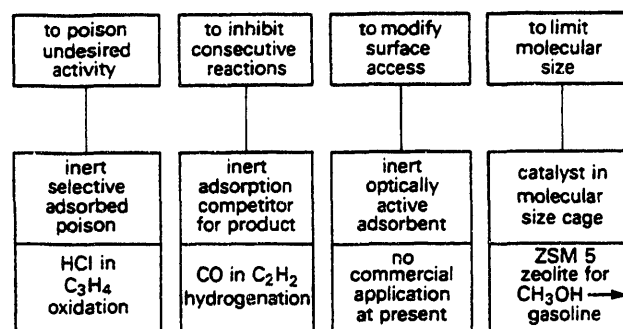 to poison
undesired
activity
to inhibit
consecutive
reactions
to modify
surface
access
to limit
molecular
size
inert
selective
adsorbed
poison
inert
adsorption
competitor
for product
inert
optically
active
adsorbent
catalyst in
molecular
size cage
HCl in
C₃H₄
oxidation
CO in C₂H₂
hydrogenation
no
commercial
application
at present
ZSM 5
zeolite for
CH₃OH →
gasoline